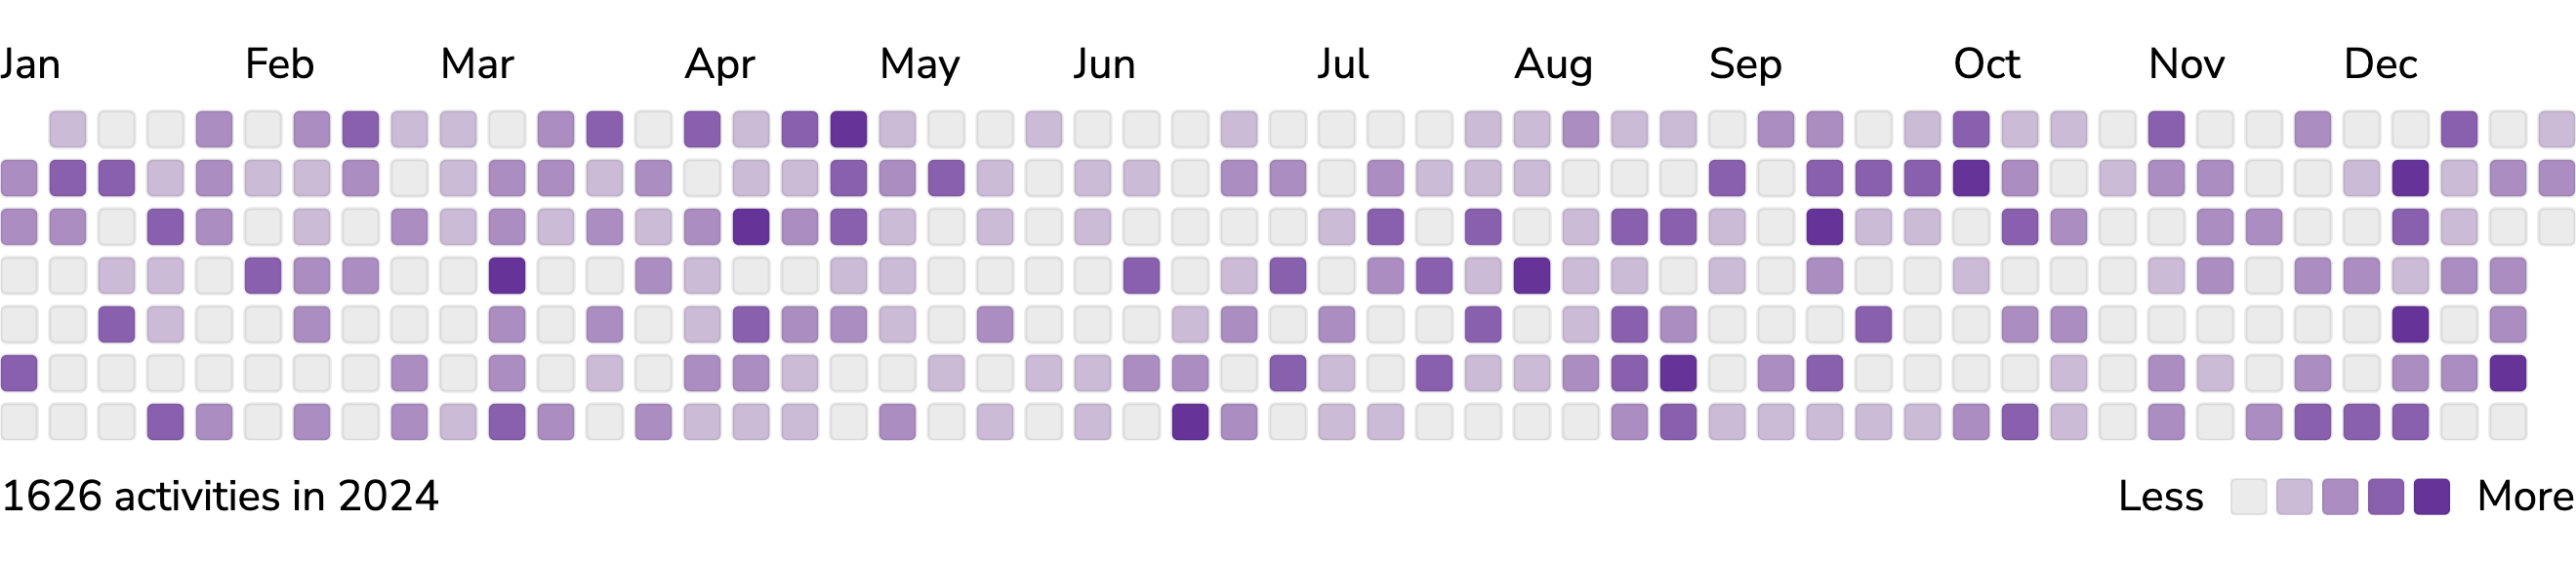 Jan Feb Mar Apr May Jun Jul Aug Sep Oct Nov Dec
1626 activities in 2024
Less More